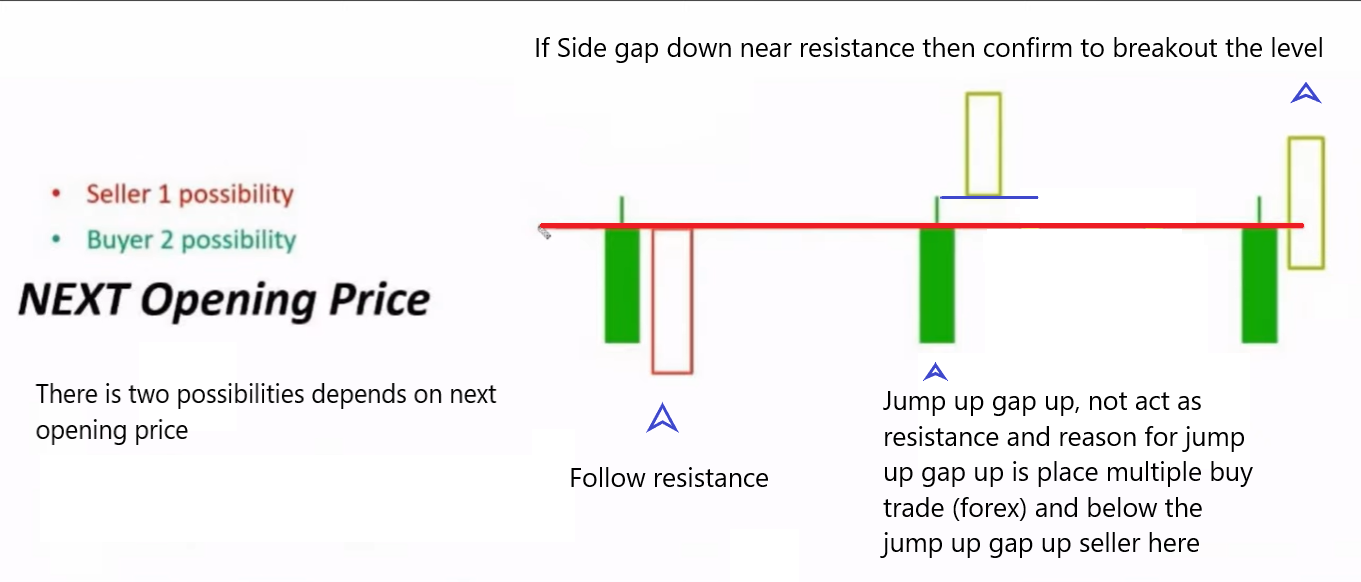 If Side gap down near resistance then confirm to breakout the level
• Seller 1 possibility
• Buyer 2 possibility
NEXT Opening Price
There is two possibilities depends on next
opening price
Follow resistance
Jump up gap up, not act as
resistance and reason for jump
up gap up is place multiple buy
trade (forex) and below the
jump up gap up seller here